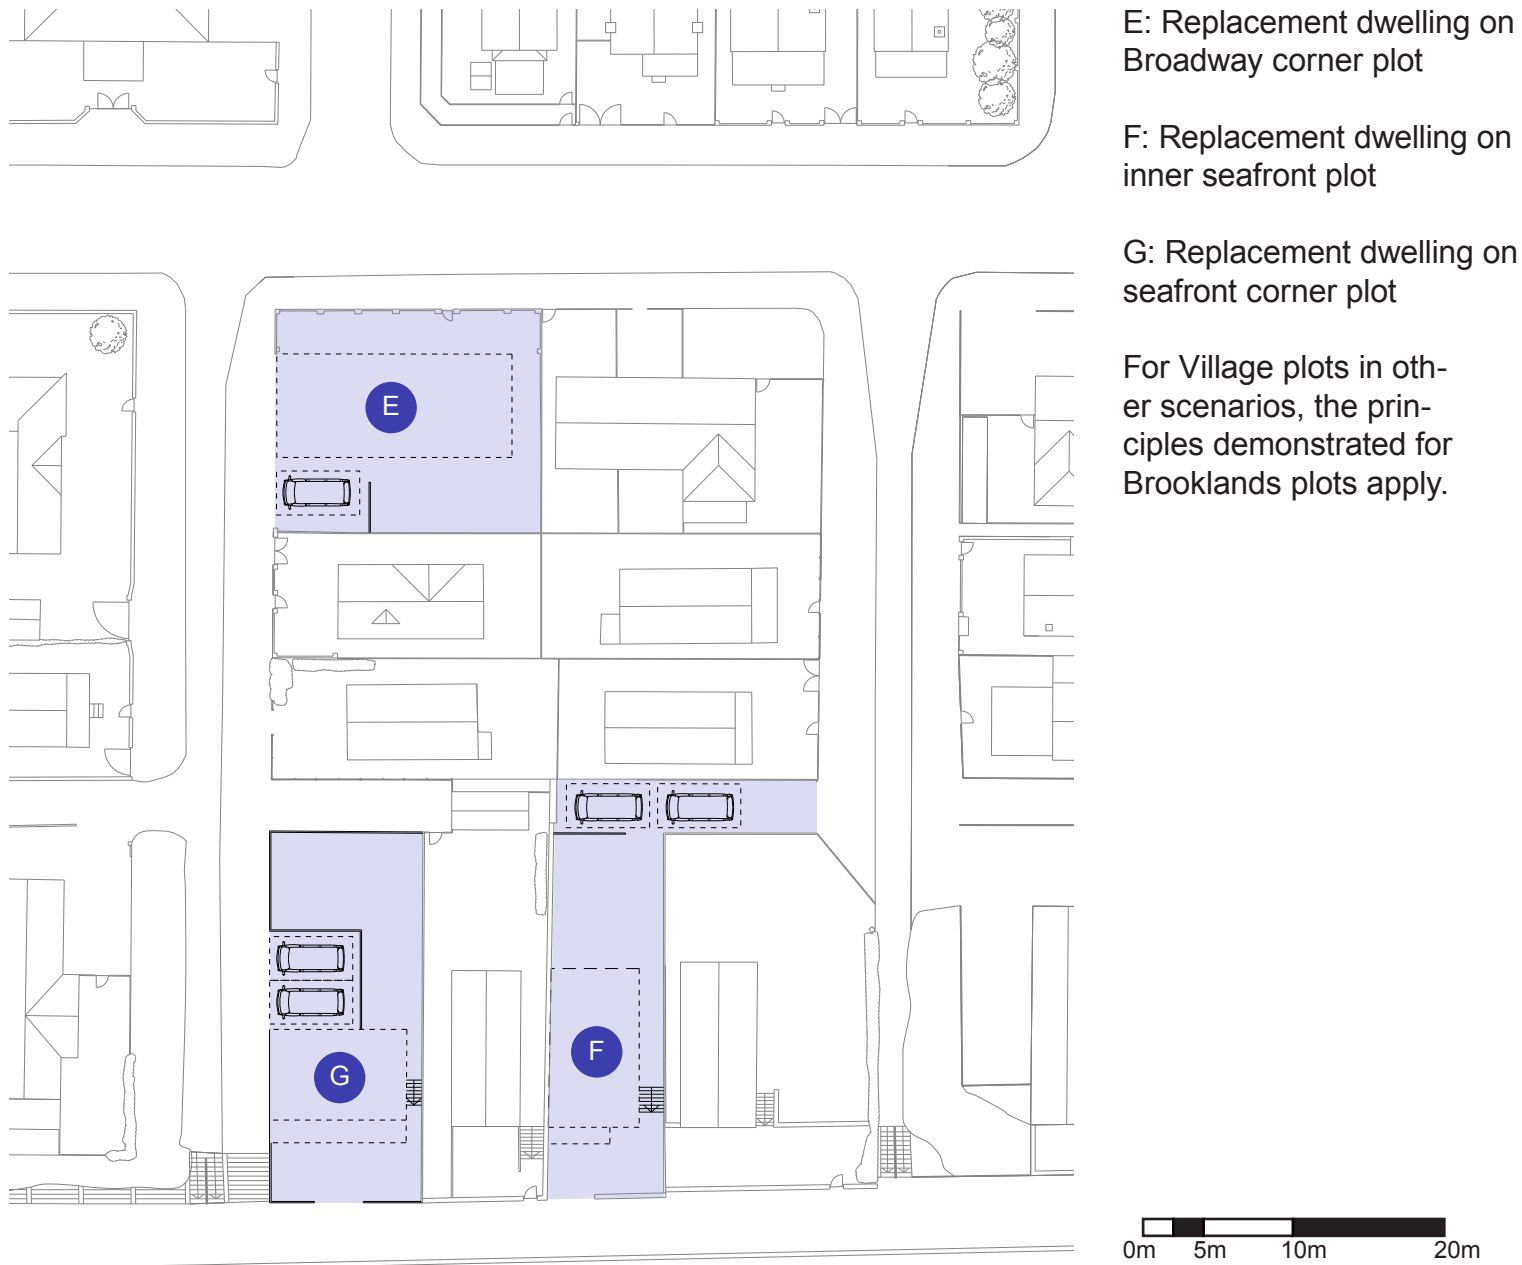 E: Replacement dwelling on
Broadway corner plot
F: Replacement dwelling on
inner seafront plot
G: Replacement dwelling on
seafront corner plot
For Village plots in oth-
er scenarios, the prin-
ciples demonstrated for
Brooklands plots apply.
E
F
G
0m 5m 10m 20m